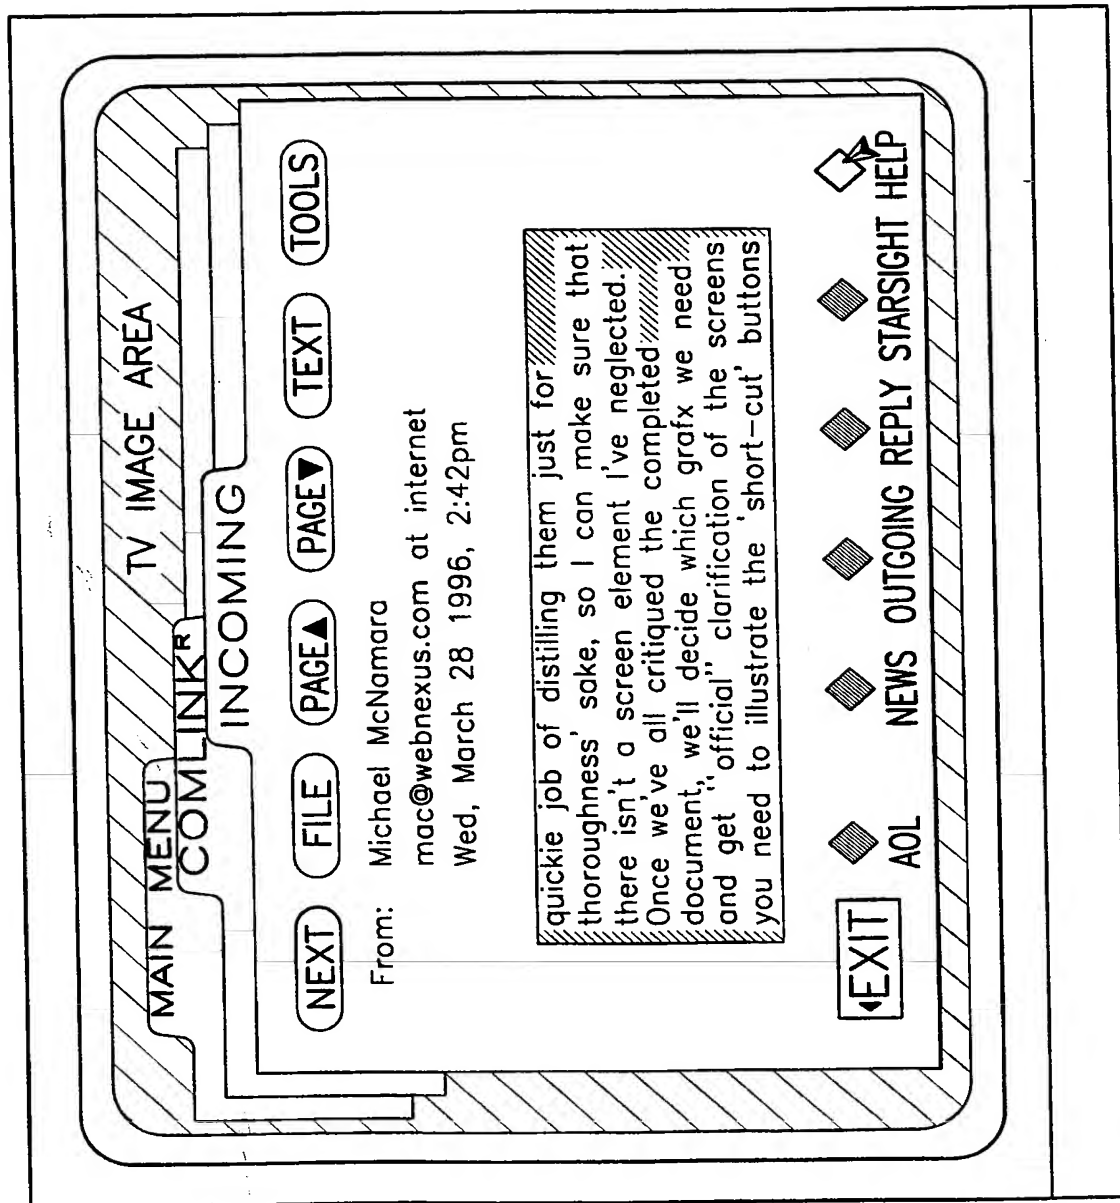 TV IMAGE AREA
MAIN MENU
COMLINKᴿ
INCOMING
NEXT FILE PAGE▲ PAGE▼ TEXT TOOLS
From: Michael McNamara
mac@webnexus.com at internet
Wed, March 28 1996, 2:42pm
quickie job of distilling them just for
thoroughness' sake, so I can make sure that
there isn't a screen element I've neglected.
Once we've all critiqued the completed
document, we'll decide which grafx we need
and get "official" clarification of the screens
you need to illustrate the 'short-cut' buttons
◂EXIT
AOL NEWS OUTGOING REPLY STARSIGHT HELP